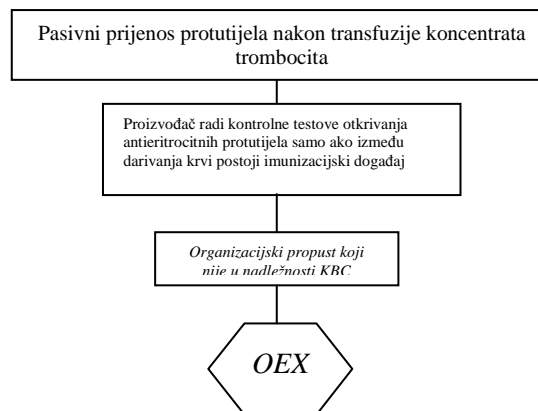 Pasivni prijenos protutijela nakon transfuzije koncentrata
trombocita
Proizvođač radi kontrolne testove otkrivanja
antieritrocitnih protutijela samo ako između
darivanja krvi postoji imunizacijski događaj
Organizacijski propust koji
nije u nadležnosti KBC
OEX